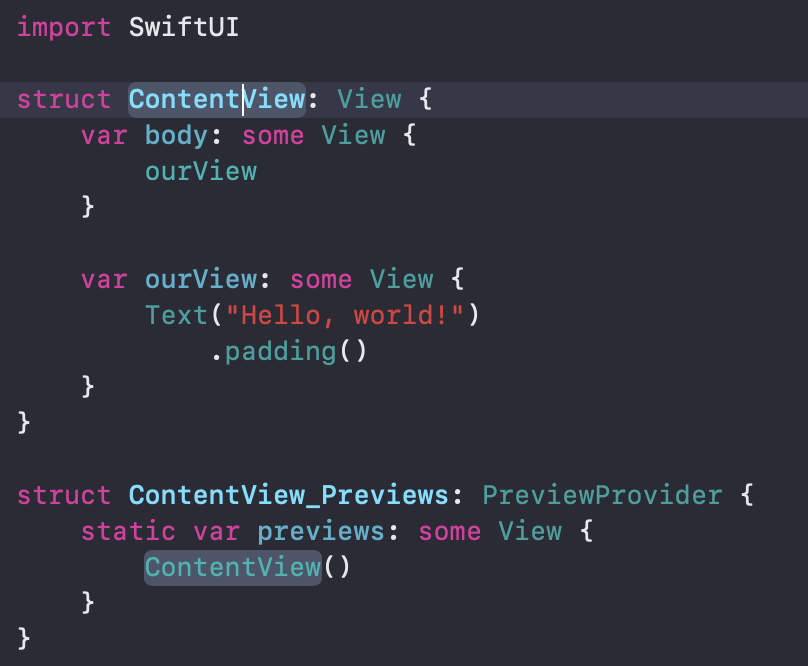 import SwiftUI
struct ContentView: View {
    var body: some View {
        ourView
    }
    var ourView: some View {
        Text("Hello, world!")
            .padding()
    }
}
struct ContentView_Previews: PreviewProvider {
    static var previews: some View {
        ContentView()
    }
}